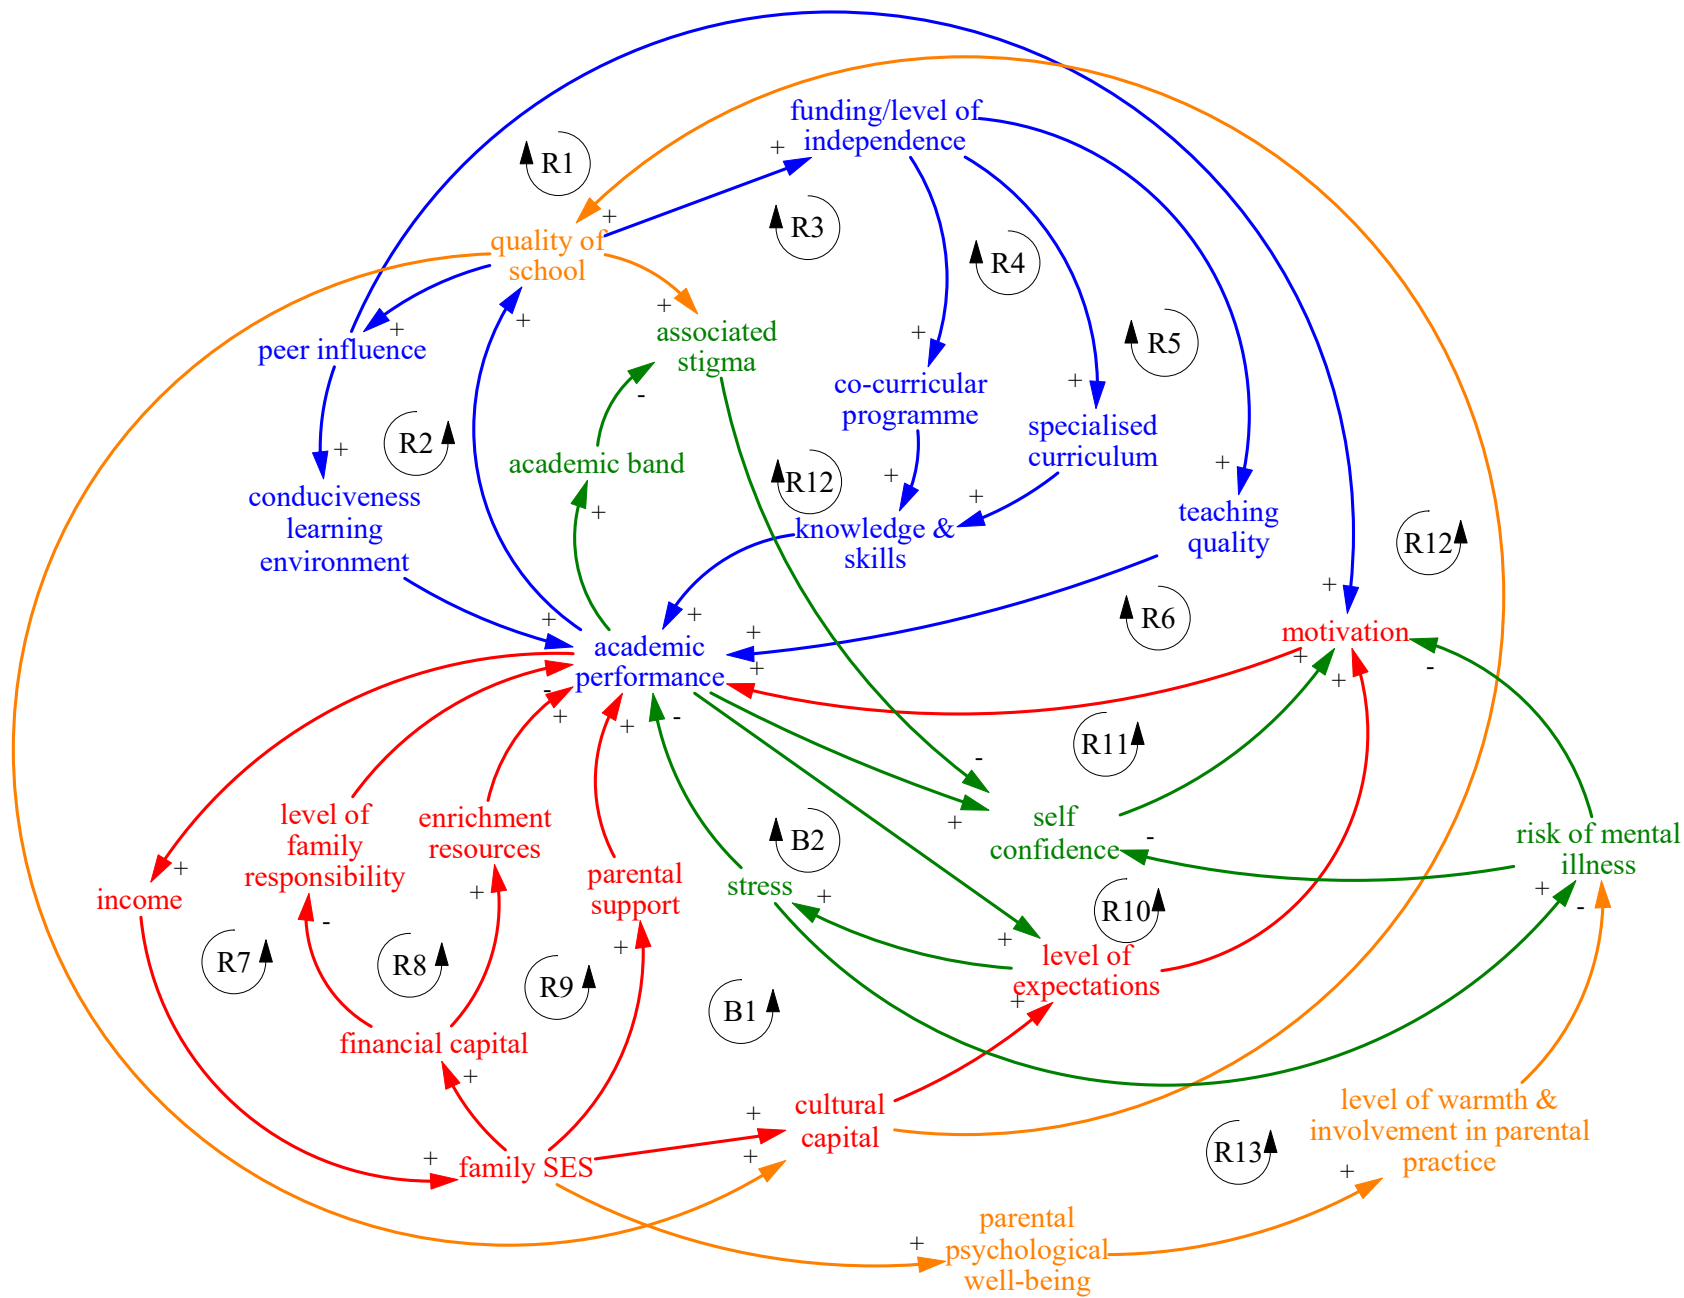 funding/level of
independence
+
R1
+
R3
quality of
school
R4
+
+
+
associated
stigma
peer influence
+
R5
+
co-curricular
programme
+
-
specialised
curriculum
R2
+
academic band
+
+
R12
conduciveness
learning
environment
+
+
knowledge &
skills
teaching
quality
R12
+
+
+
+
R6
+
motivation
academic
performance
+
+
+
-
-
+
+
-
R11
-
level of
family
responsibility
enrichment
resources
self
confidence
+
-
risk of mental
illness
B2
+
income
parental
support
stress
+
+
+
-
-
R10
+
+
R7
R8
R9
level of
expectations
+
B1
financial capital
+
cultural
capital
+
level of warmth &
involvement in parental
practice
R13
+
+
family SES
+
parental
psychological
well-being
+